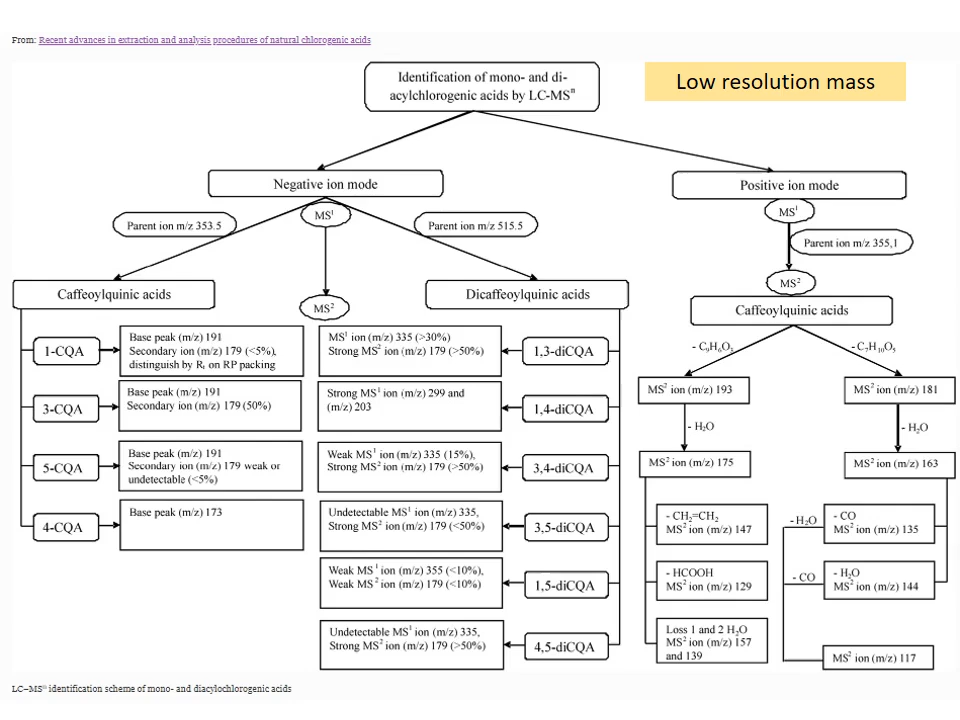 From: Recent advances in extraction and analysis procedures of natural chlorogenic acids
Low resolution mass
Identification of mono- and di-
acylchlorogenic acids by LC-MSⁿ
Negative ion mode
Positive ion mode
MS¹
MS¹
Parent ion m/z 353.5
Parent ion m/z 515.5
Parent ion m/z 355,1
MS²
Caffeoylquinic acids
MS²
Dicaffeoylquinic acids
Caffeoylquinic acids
1-CQA
Base peak (m/z) 191
Secondary ion (m/z) 179 (<5%),
distinguish by Rₜ on RP packing
3-CQA
Base peak (m/z) 191
Secondary ion (m/z) 179 (50%)
5-CQA
Base peak (m/z) 191
Secondary ion (m/z) 179 weak or
undetectable (<5%)
4-CQA
Base peak (m/z) 173
MS¹ ion (m/z) 335 (>30%)
Strong MS² ion (m/z) 179 (>50%)
1,3-diCQA
Strong MS¹ ion (m/z) 299 and
(m/z) 203
1,4-diCQA
Weak MS¹ ion (m/z) 335 (15%),
Strong MS² ion (m/z) 179 (>50%)
3,4-diCQA
Undetectable MS¹ ion (m/z) 335,
Strong MS² ion (m/z) 179 (<50%)
3,5-diCQA
Weak MS¹ ion (m/z) 355 (<10%),
Weak MS² ion (m/z) 179 (<10%)
1,5-diCQA
Undetectable MS¹ ion (m/z) 335,
Strong MS² ion (m/z) 179 (>50%)
4,5-diCQA
- C₉H₆O₃
- C₇H₁₀O₅
MS² ion (m/z) 193
MS² ion (m/z) 181
- H₂O
- H₂O
MS² ion (m/z) 175
MS² ion (m/z) 163
- CH₂=CH₂
MS² ion (m/z) 147
- H₂O
- CO
MS² ion (m/z) 135
- HCOOH
MS² ion (m/z) 129
- CO
- H₂O
MS² ion (m/z) 144
Loss 1 and 2 H₂O
MS² ion (m/z) 157
and 139
MS² ion (m/z) 117
LC–MSⁿ identification scheme of mono- and diacylochlorogenic acids